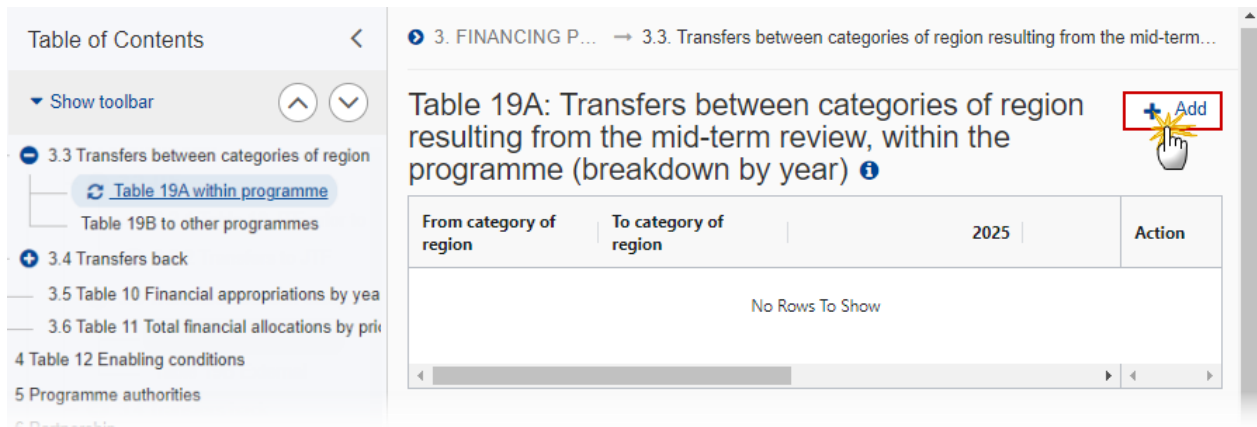 Table of Contents
Show toolbar
3.3 Transfers between categories of region
Table 19A within programme
Table 19B to other programmes
3.4 Transfers back
3.5 Table 10 Financial appropriations by yea
3.6 Table 11 Total financial allocations by pri
4 Table 12 Enabling conditions
5 Programme authorities
6 Partnership
3. FINANCING P... → 3.3. Transfers between categories of region resulting from the mid-term...
Table 19A: Transfers between categories of region
resulting from the mid-term review, within the
programme (breakdown by year)
+ Add
From category of
region
To category of
region
2025
Action
No Rows To Show